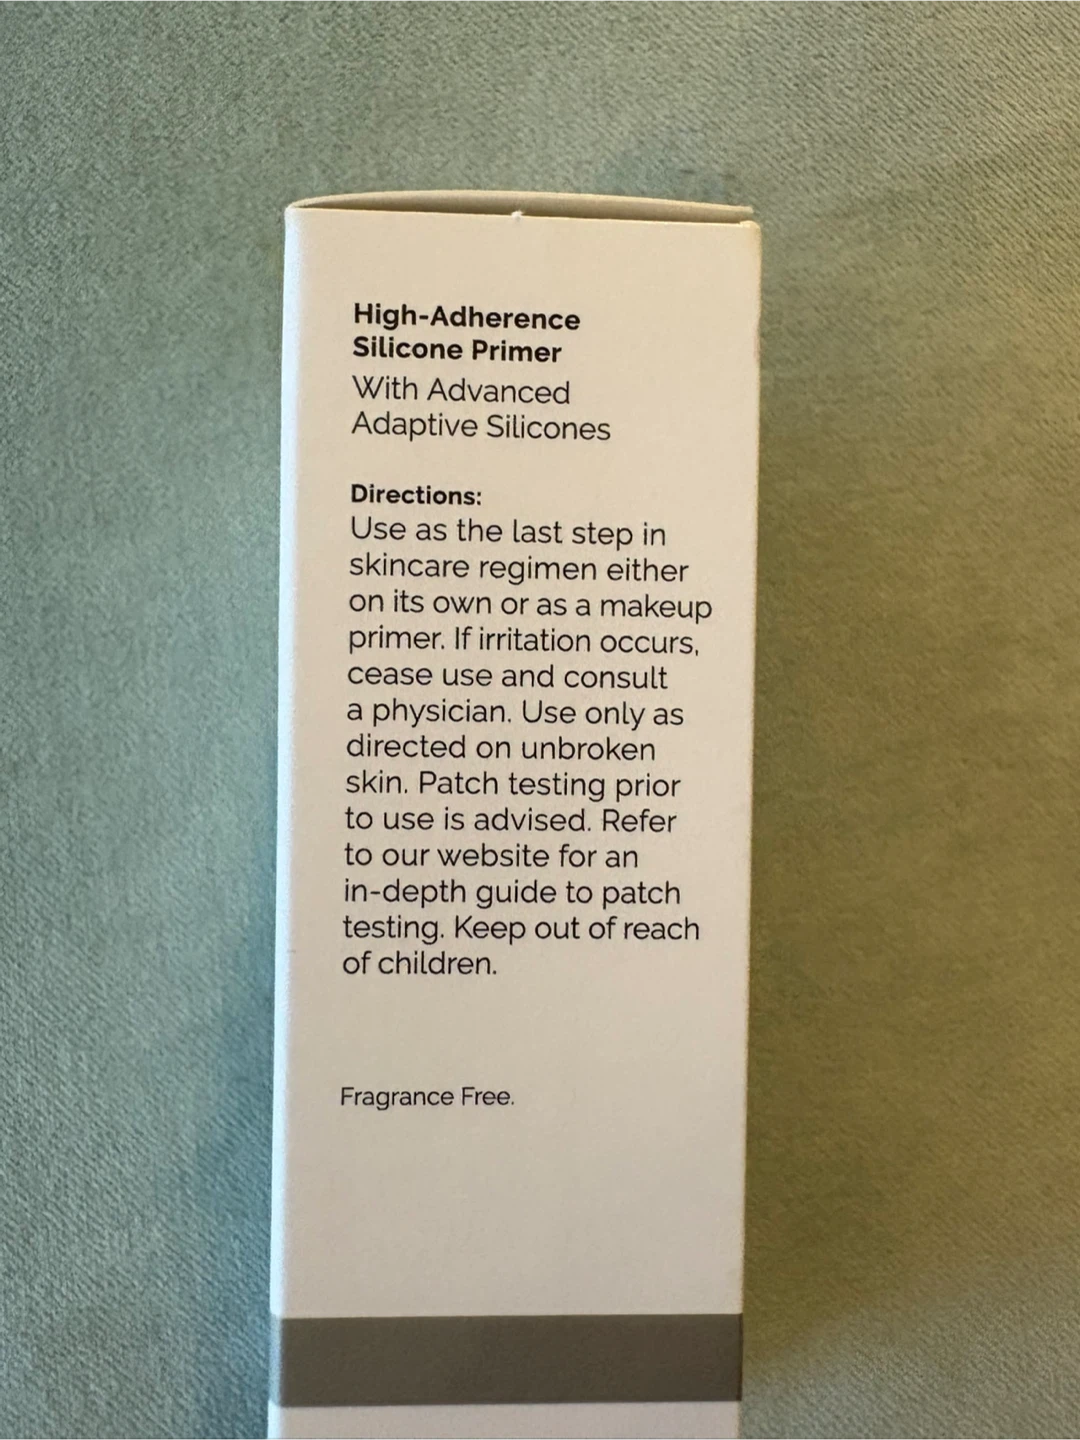 High-Adherence
Silicone Primer
With Advanced
Adaptive Silicones
Directions:
Use as the last step in
skincare regimen either
on its own or as a makeup
primer. If irritation occurs,
cease use and consult
a physician. Use only as
directed on unbroken
skin. Patch testing prior
to use is advised. Refer
to our website for an
in-depth guide to patch
testing. Keep out of reach
of children.
Fragrance Free.